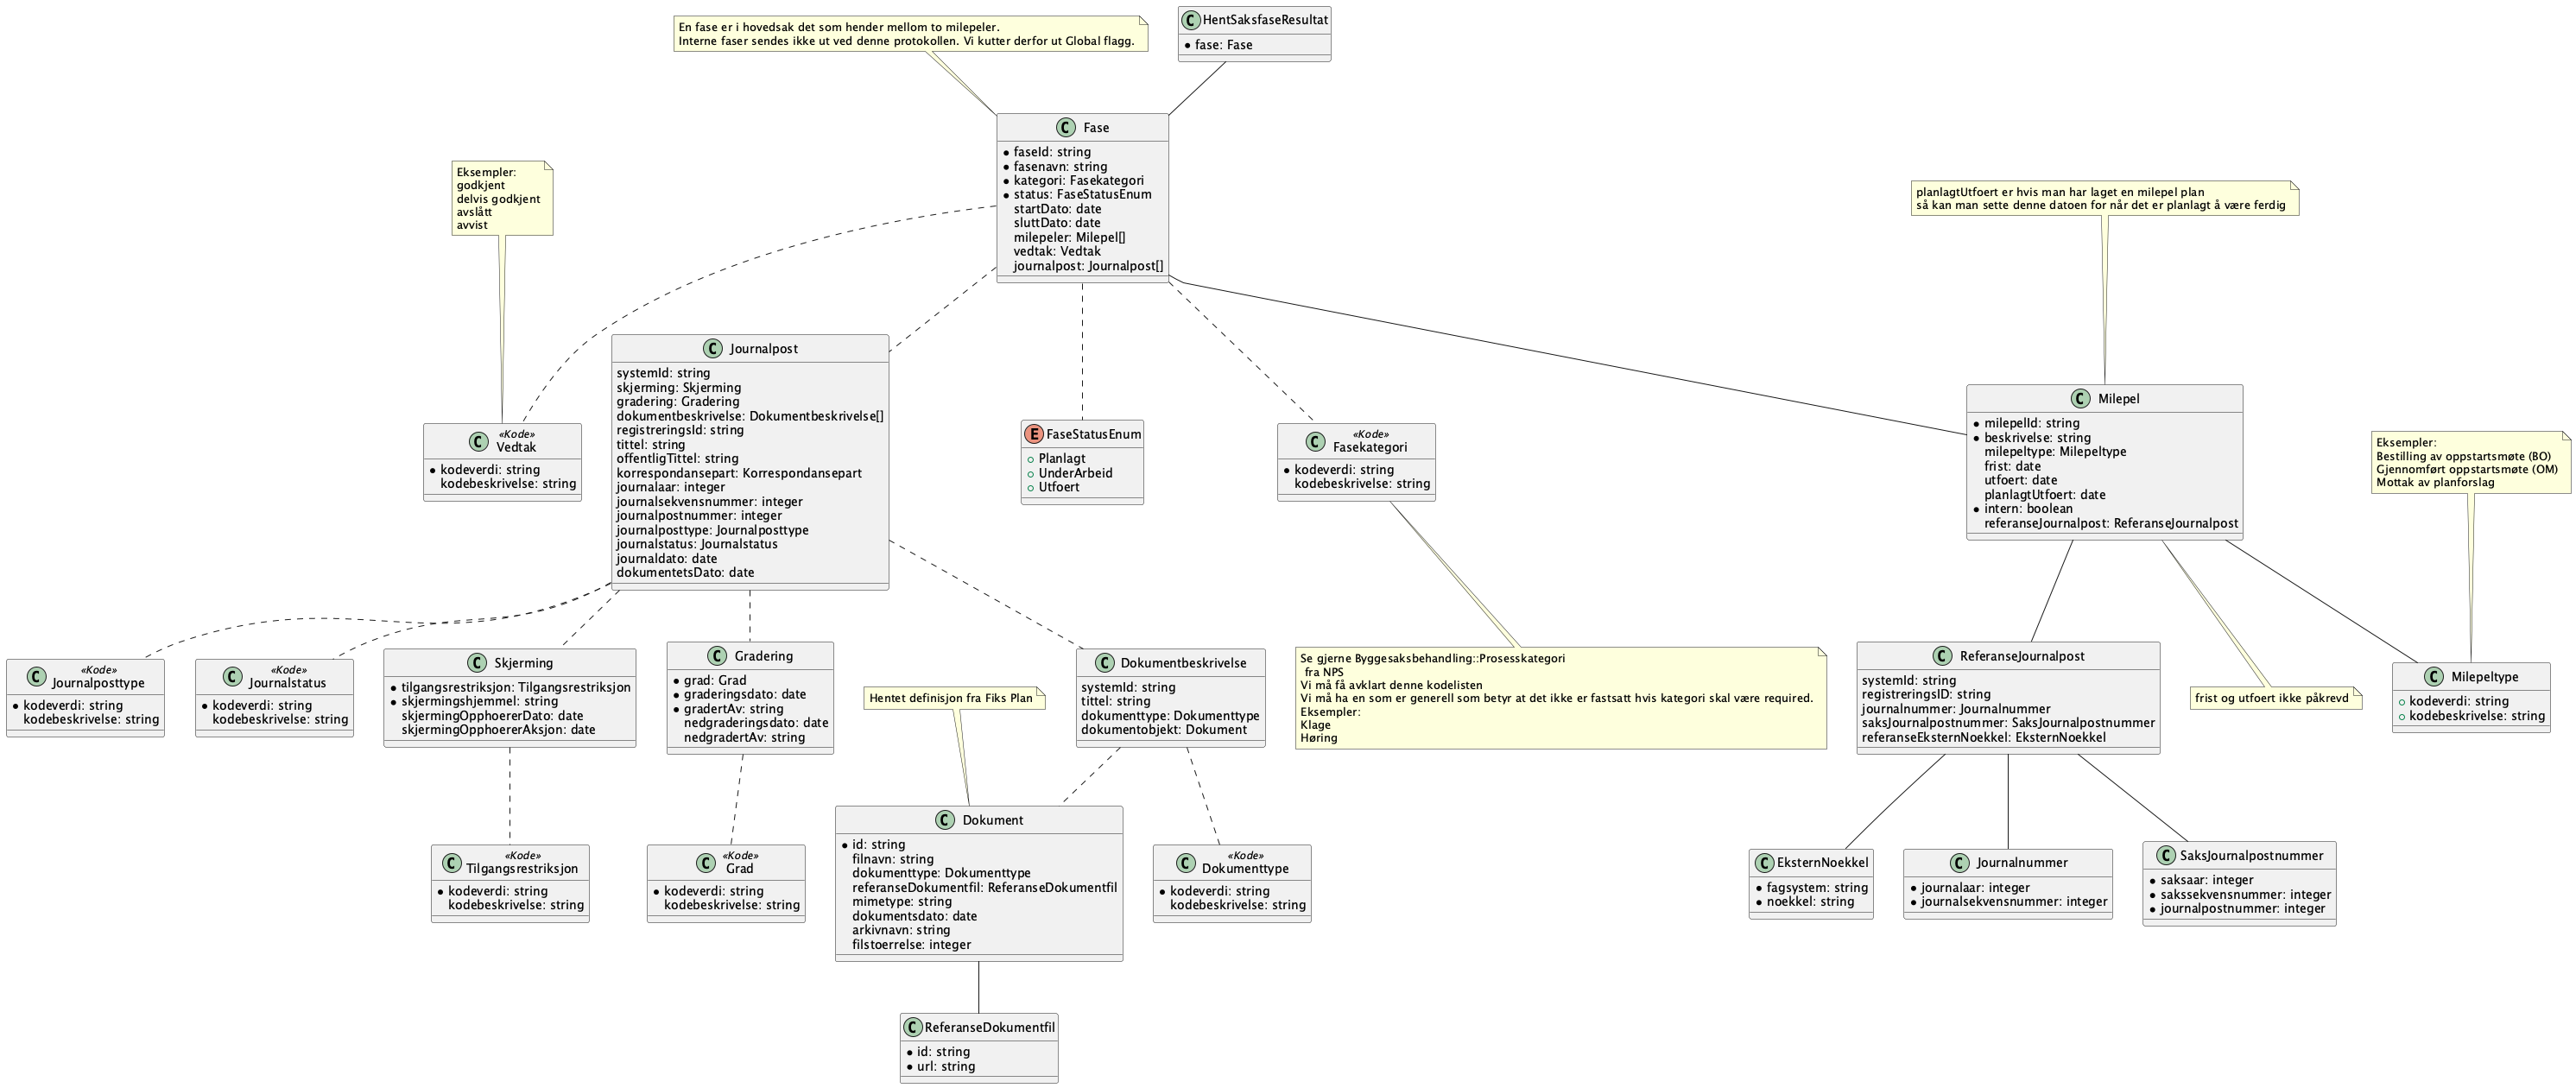 En fase er i hovedsak det som hender mellom to milepeler.
Interne faser sendes ikke ut ved denne protokollen. Vi kutter derfor ut Global flagg.
C HentSaksfaseResultat
fase: Fase
C Fase
faseId: string
fasenavn: string
kategori: Fasekategori
status: FaseStatusEnum
startDato: date
sluttDato: date
milepeler: Milepel[]
vedtak: Vedtak
journalpost: Journalpost[]
Eksempler:
godkjent
delvis godkjent
avslått
avvist
planlagtUtfoert er hvis man har laget en milepel plan
så kan man sette denne datoen for når det er planlagt å være ferdig
C «Kode»
Vedtak
kodeverdi: string
kodebeskrivelse: string
C Journalpost
systemId: string
skjerming: Skjerming
gradering: Gradering
dokumentbeskrivelse: Dokumentbeskrivelse[]
registreringsId: string
tittel: string
offentligTittel: string
korrespondansepart: Korrespondansepart
journalaar: integer
journalsekvensnummer: integer
journalpostnummer: integer
journalposttype: Journalposttype
journalstatus: Journalstatus
journaldato: date
dokumentetsDato: date
E FaseStatusEnum
Planlagt
UnderArbeid
Utfoert
C «Kode»
Fasekategori
kodeverdi: string
kodebeskrivelse: string
C Milepel
milepelId: string
beskrivelse: string
milepeltype: Milepeltype
frist: date
utfoert: date
planlagtUtfoert: date
intern: boolean
referanseJournalpost: ReferanseJournalpost
Eksempler:
Bestilling av oppstartsmøte (BO)
Gjennomført oppstartsmøte (OM)
Mottak av planforslag
C «Kode»
Journalposttype
kodeverdi: string
kodebeskrivelse: string
C «Kode»
Journalstatus
kodeverdi: string
kodebeskrivelse: string
C Skjerming
tilgangsrestriksjon: Tilgangsrestriksjon
skjermingshjemmel: string
skjermingOpphoererDato: date
skjermingOpphoererAksjon: date
C Gradering
grad: Grad
graderingsdato: date
gradertAv: string
nedgraderingsdato: date
nedgradertAv: string
Hentet definisjon fra Fiks Plan
C Dokumentbeskrivelse
systemId: string
tittel: string
dokumenttype: Dokumenttype
dokumentobjekt: Dokument
Se gjerne Byggesaksbehandling::Prosesskategori
fra NPS
Vi må få avklart denne kodelisten
Vi må ha en som er generell som betyr at det ikke er fastsatt hvis kategori skal være required.
Eksempler:
Klage
Høring
C ReferanseJournalpost
systemId: string
registreringsID: string
journalnummer: Journalnummer
saksJournalpostnummer: SaksJournalpostnummer
referanseEksternNoekkel: EksternNoekkel
frist og utfoert ikke påkrevd
C Milepeltype
kodeverdi: string
kodebeskrivelse: string
C «Kode»
Tilgangsrestriksjon
kodeverdi: string
kodebeskrivelse: string
C «Kode»
Grad
kodeverdi: string
kodebeskrivelse: string
C Dokument
id: string
filnavn: string
dokumenttype: Dokumenttype
referanseDokumentfil: ReferanseDokumentfil
mimetype: string
dokumentsdato: date
arkivnavn: string
filstoerrelse: integer
C «Kode»
Dokumenttype
kodeverdi: string
kodebeskrivelse: string
C EksternNoekkel
fagsystem: string
noekkel: string
C Journalnummer
journalaar: integer
journalsekvensnummer: integer
C SaksJournalpostnummer
saksaar: integer
sakssekvensnummer: integer
journalpostnummer: integer
C ReferanseDokumentfil
id: string
url: string